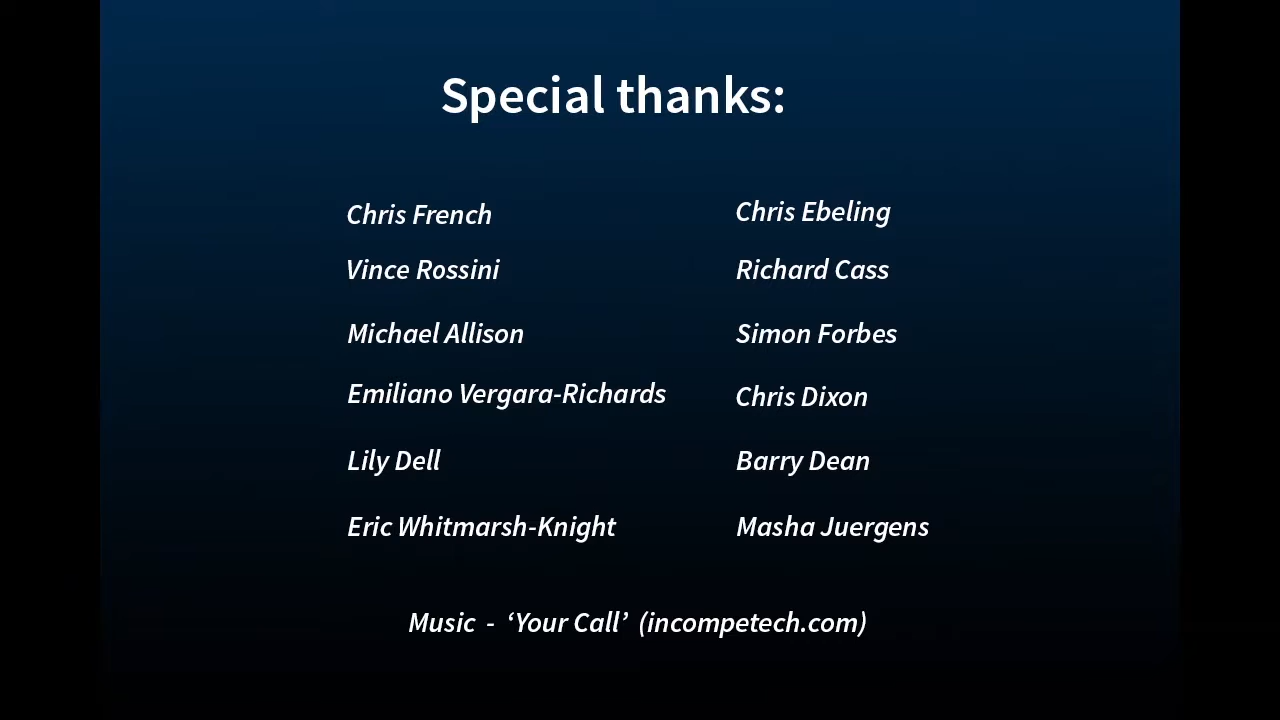 Special thanks:
Chris French
Chris Ebeling
Vince Rossini
Richard Cass
Michael Allison
Simon Forbes
Emiliano Vergara-Richards
Chris Dixon
Lily Dell
Barry Dean
Eric Whitmarsh-Knight
Masha Juergens
Music - ‘Your Call’ (incompetech.com)